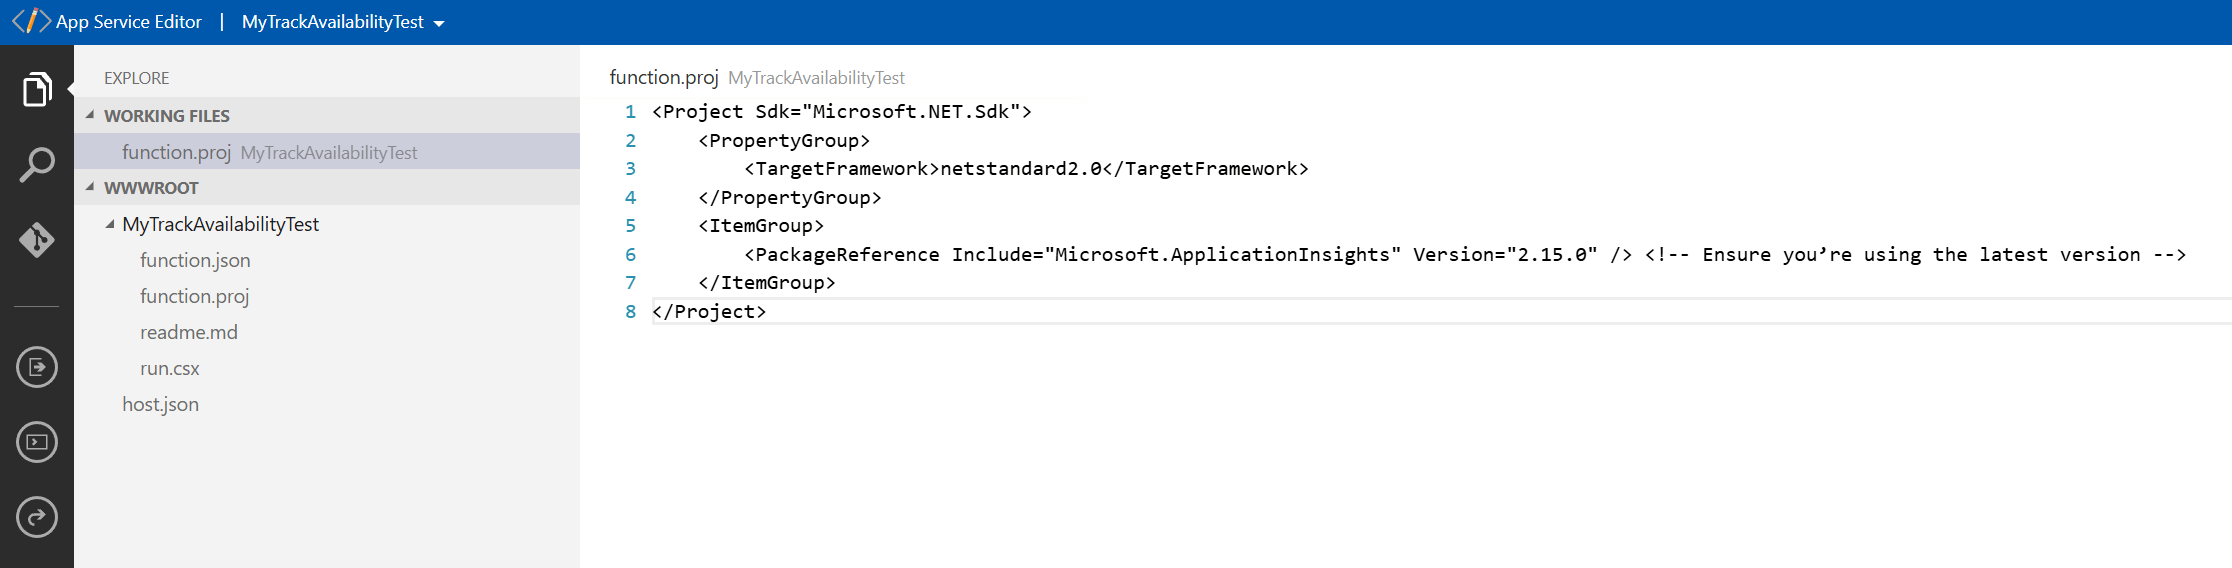 App Service Editor | MyTrackAvailabilityTest
EXPLORE
WORKING FILES
function.proj MyTrackAvailabilityTest
WWWROOT
MyTrackAvailabilityTest
function.json
function.proj
readme.md
run.csx
host.json
function.proj MyTrackAvailabilityTest
1 <Project Sdk="Microsoft.NET.Sdk">
2     <PropertyGroup>
3         <TargetFramework>netstandard2.0</TargetFramework>
4     </PropertyGroup>
5     <ItemGroup>
6         <PackageReference Include="Microsoft.ApplicationInsights" Version="2.15.0" /> <!-- Ensure you’re using the latest version -->
7     </ItemGroup>
8 </Project>